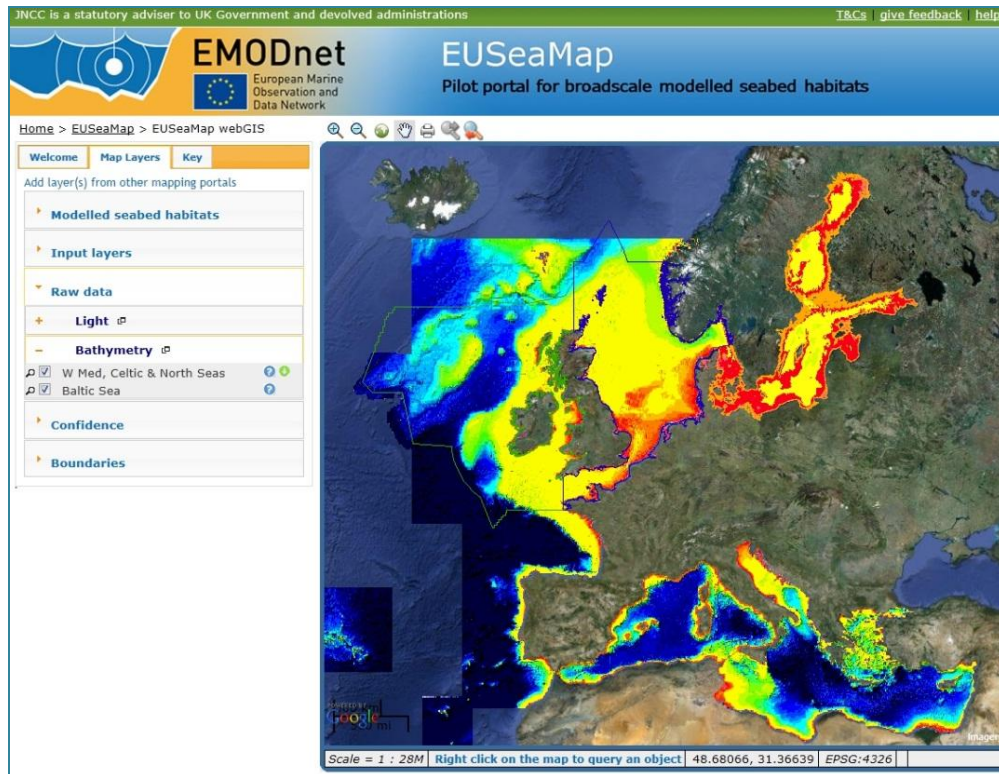 JNCC is a statutory adviser to UK Government and devolved administrations
T&Cs | give feedback | help
EMODnet
European Marine
Observation and
Data Network
EUSeaMap
Pilot portal for broadscale modelled seabed habitats
Home > EUSeaMap > EUSeaMap webGIS
Welcome
Map Layers
Key
Add layer(s) from other mapping portals
Modelled seabed habitats
Input layers
Raw data
Light
Bathymetry
W Med, Celtic & North Seas
Baltic Sea
Confidence
Boundaries
POWERED BY
Google
mi
Scale = 1 : 28M
Right click on the map to query an object
48.68066, 31.36639
EPSG:4326